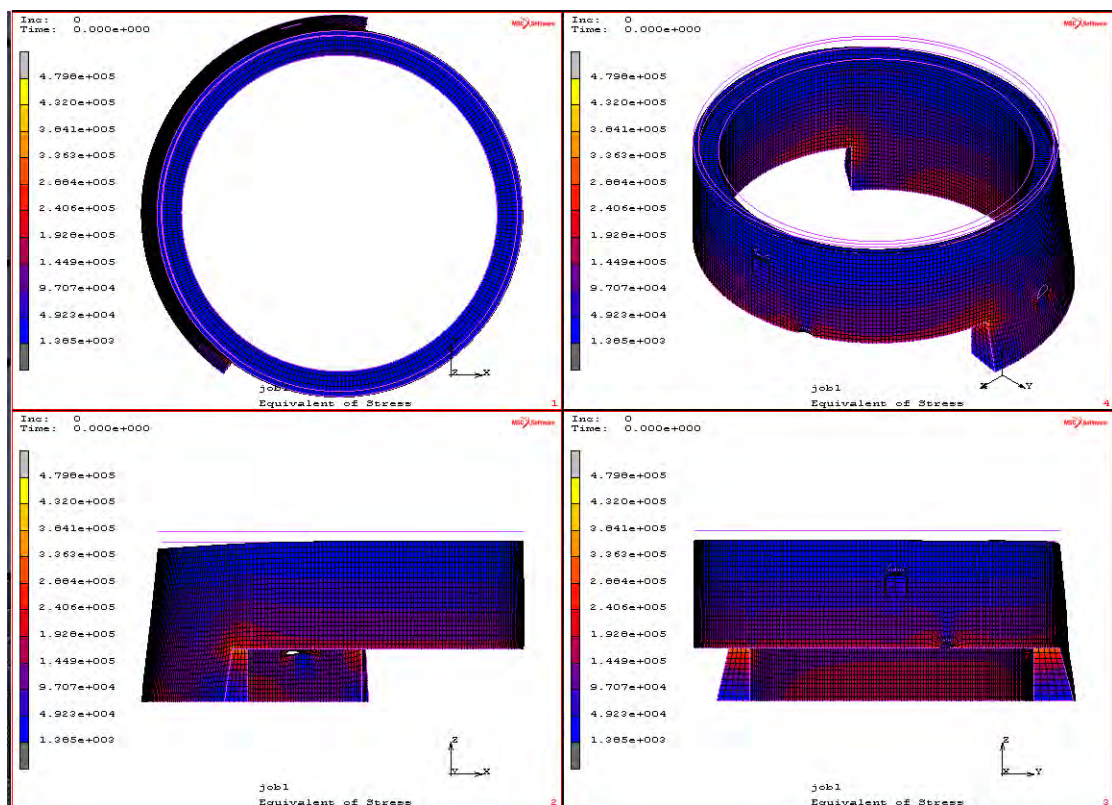 Inc: 0
Time: 0.000e+000
MSC Software
4.798e+005
4.320e+005
3.841e+005
3.363e+005
2.884e+005
2.406e+005
1.928e+005
1.449e+005
9.707e+004
4.923e+004
1.385e+003
Z X
job1
Equivalent of Stress
1
Inc: 0
Time: 0.000e+000
MSC Software
4.798e+005
4.320e+005
3.841e+005
3.363e+005
2.884e+005
2.406e+005
1.928e+005
1.449e+005
9.707e+004
4.923e+004
1.385e+003
X Y
job1
Equivalent of Stress
4
Inc: 0
Time: 0.000e+000
MSC Software
4.798e+005
4.320e+005
3.841e+005
3.363e+005
2.884e+005
2.406e+005
1.928e+005
1.449e+005
9.707e+004
4.923e+004
1.385e+003
Z
Y X
job1
Equivalent of Stress
2
Inc: 0
Time: 0.000e+000
MSC Software
4.798e+005
4.320e+005
3.841e+005
3.363e+005
2.884e+005
2.406e+005
1.928e+005
1.449e+005
9.707e+004
4.923e+004
1.385e+003
Z
X Y
job1
Equivalent of Stress
3